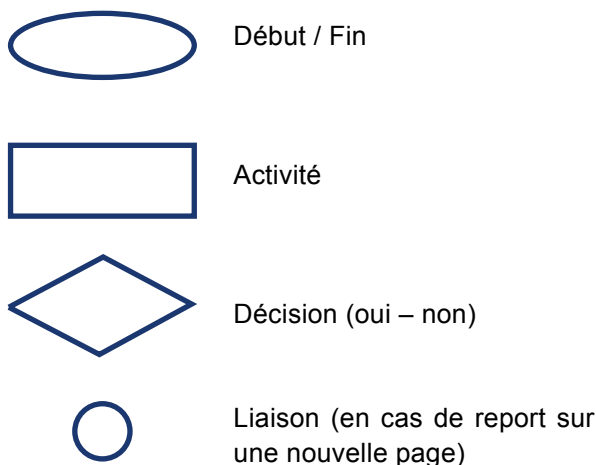 Début / Fin
Activité
Décision (oui – non)
Liaison (en cas de report sur
une nouvelle page)